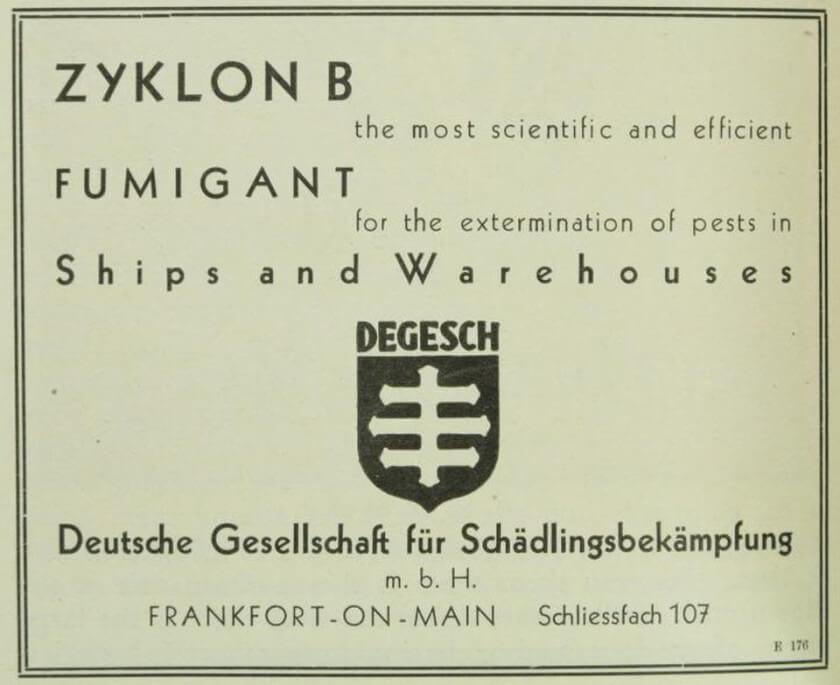 ZYKLON B
the most scientific and efficient
FUMIGANT
for the extermination of pests in
Ships and Warehouses
DEGESCH
Deutsche Gesellschaft für Schädlingsbekämpfung
m. b. H.
FRANKFORT-ON-MAIN Schliessfach 107
E 176